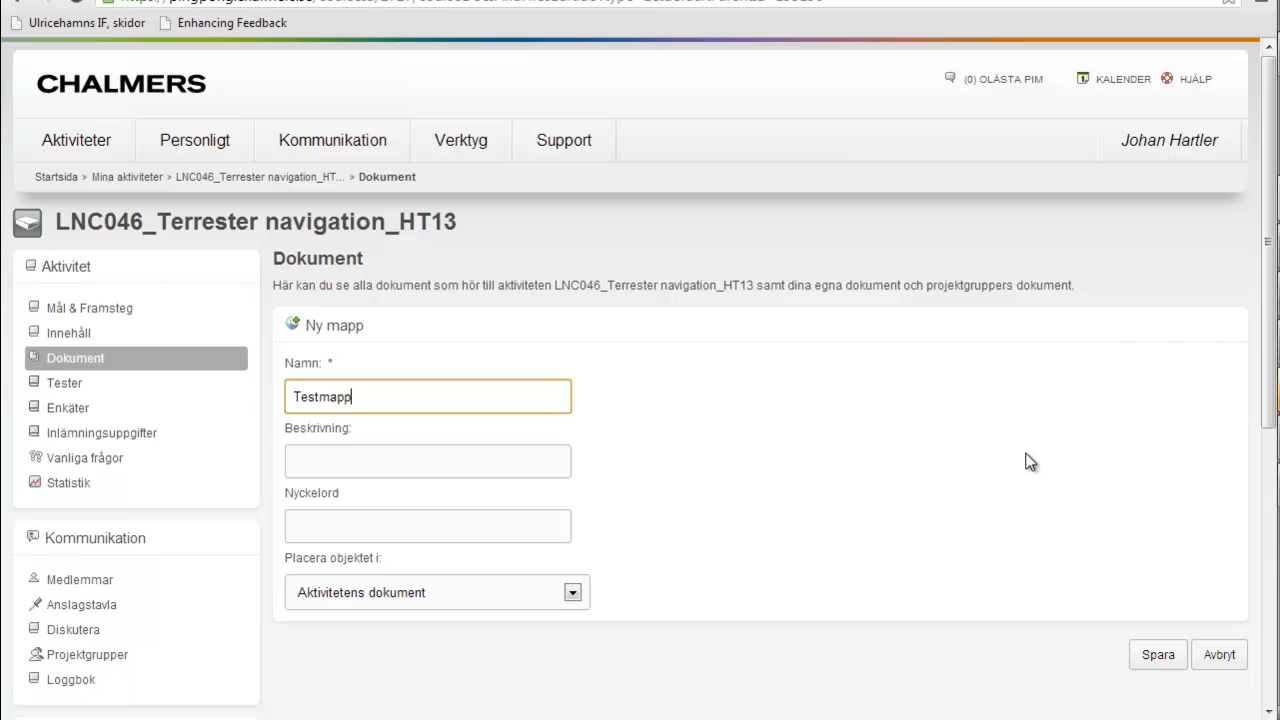 Ulricehamns IF, skidor
Enhancing Feedback
CHALMERS
(0) OLÄSTA PIM
KALENDER
HJÄLP
Aktiviteter
Personligt
Kommunikation
Verktyg
Support
Johan Hartler
Startsida » Mina aktiviteter > LNC046_Terrester navigation_HT... > Dokument
LNC046_Terrester navigation_HT13
Aktivitet
Mål & Framsteg
Innehåll
Dokument
Tester
Enkäter
Inlämningsuppgifter
Vanliga frågor
Statistik
Kommunikation
Medlemmar
Anslagstavla
Diskutera
Projektgrupper
Loggbok
Dokument
Här kan du se alla dokument som hör till aktiviteten LNC046_Terrester navigation_HT13 samt dina egna dokument och projektgruppers dokument.
Ny mapp
Namn: *
Testmapp
Beskrivning:
Nyckelord
Placera objektet i:
Aktivitetens dokument
Spara
Avbryt